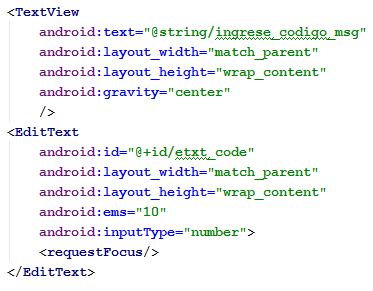 <TextView
    android:text="@string/ingrese_codigo_msg"
    android:layout_width="match_parent"
    android:layout_height="wrap_content"
    android:gravity="center"
    />
<EditText
    android:id="@+id/etxt_code"
    android:layout_width="match_parent"
    android:layout_height="wrap_content"
    android:ems="10"
    android:inputType="number">
    <requestFocus/>
</EditText>